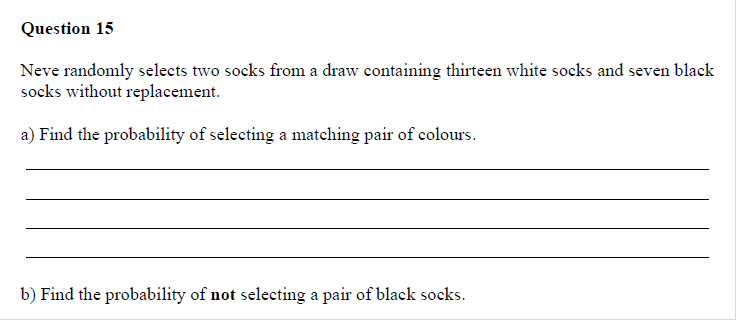 Question 15
Neve randomly selects two socks from a draw containing thirteen white socks and seven black
socks without replacement.
a) Find the probability of selecting a matching pair of colours.
b) Find the probability of not selecting a pair of black socks.